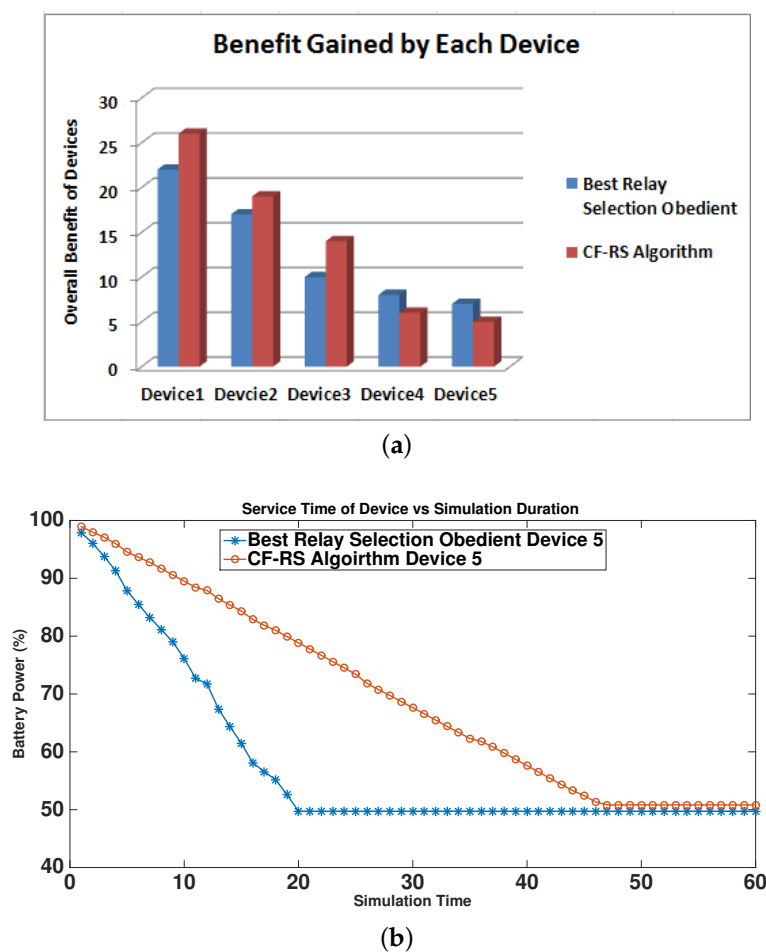 Benefit Gained by Each Device
Overall Benefit of Devices
30
25
20
15
10
5
0
Device1 Devcie2 Device3 Device4 Device5
Best Relay
Selection Obedient
CF-RS Algorithm
(a)
Service Time of Device vs Simulation Duration
Battery Power (%)
100
90
80
70
60
50
40
Best Relay Selection Obedient Device 5
CF-RS Algoirthm Device 5
0 10 20 30 40 50 60
Simulation Time
(b)